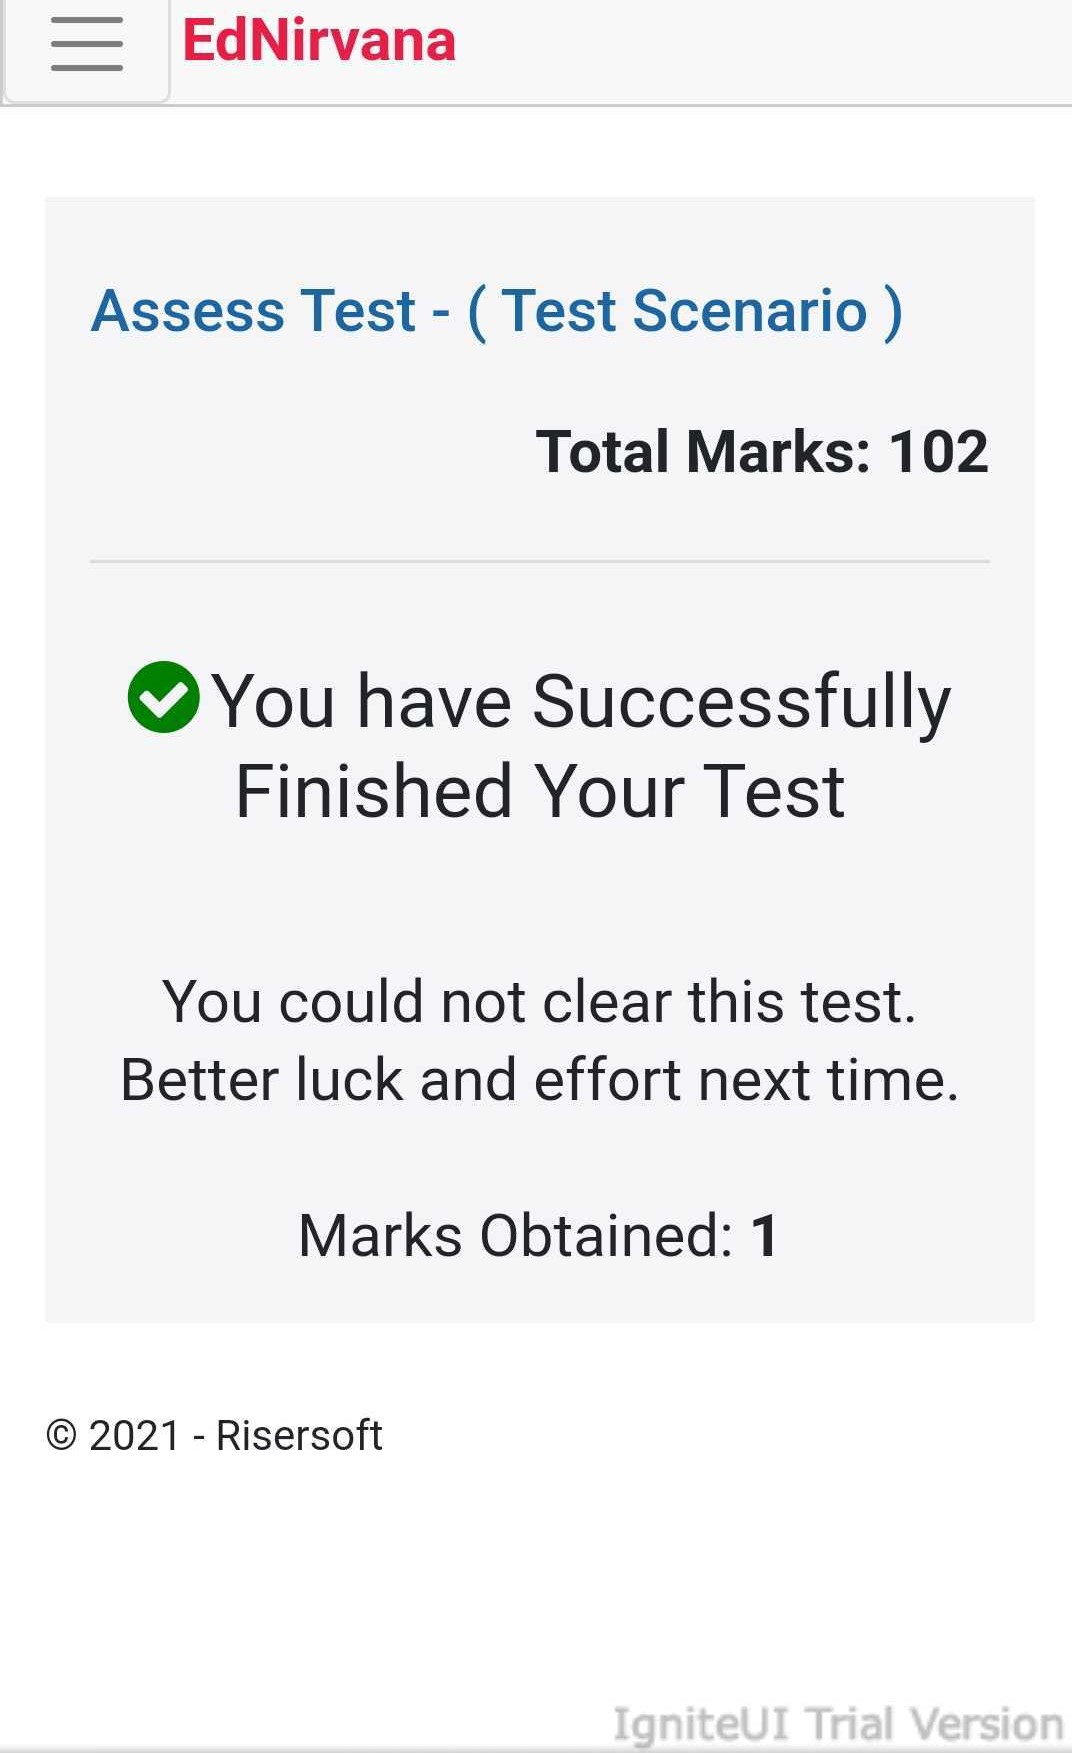 EdNirvana
Assess Test - ( Test Scenario )
Total Marks: 102
You have Successfully
Finished Your Test
You could not clear this test.
Better luck and effort next time.
Marks Obtained: 1
© 2021 - Risersoft
IgniteUI Trial Version